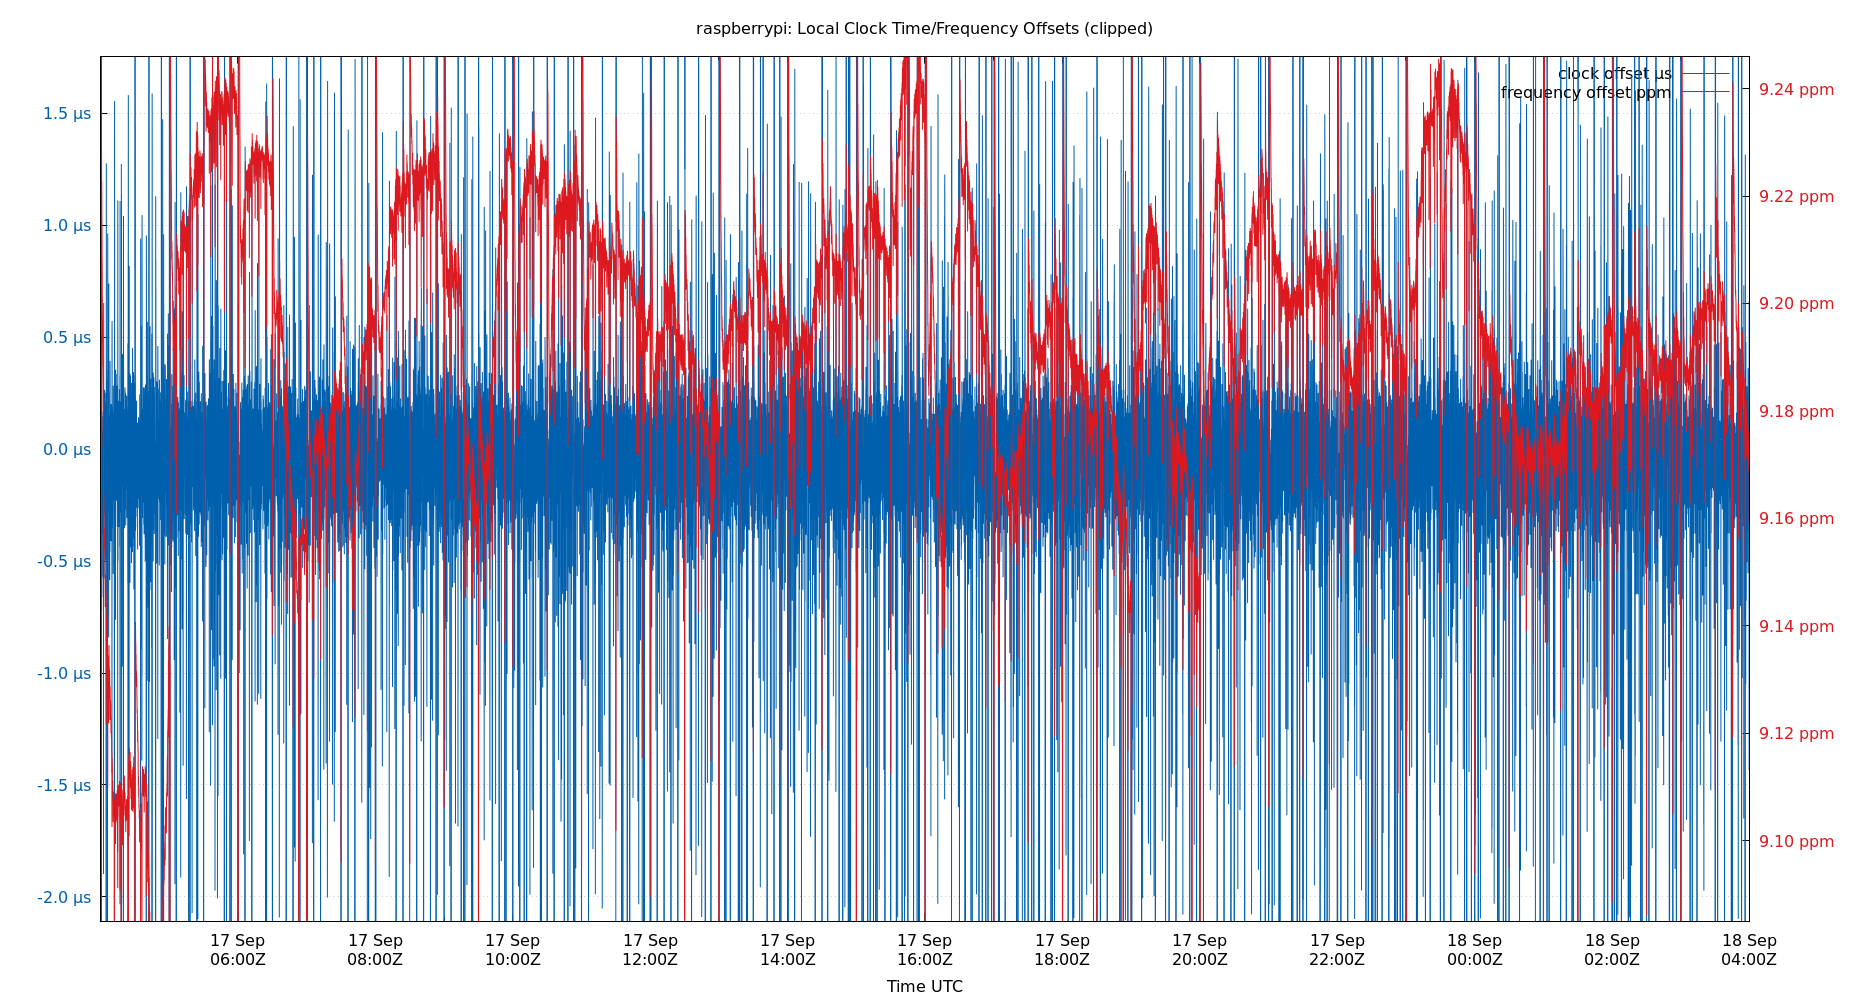 raspberrypi: Local Clock Time/Frequency Offsets (clipped)
clock offset µs
frequency offset ppm
1.5 µs
1.0 µs
0.5 µs
0.0 µs
-0.5 µs
-1.0 µs
-1.5 µs
-2.0 µs
9.24 ppm
9.22 ppm
9.20 ppm
9.18 ppm
9.16 ppm
9.14 ppm
9.12 ppm
9.10 ppm
17 Sep
06:00Z
17 Sep
08:00Z
17 Sep
10:00Z
17 Sep
12:00Z
17 Sep
14:00Z
17 Sep
16:00Z
17 Sep
18:00Z
17 Sep
20:00Z
17 Sep
22:00Z
18 Sep
00:00Z
18 Sep
02:00Z
18 Sep
04:00Z
Time UTC